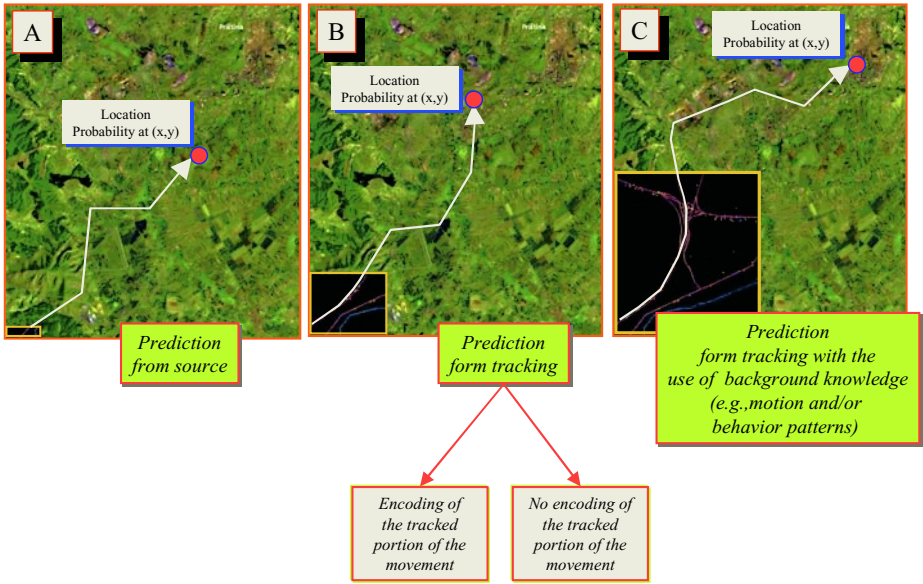 A
Location
Probability at (x,y)
Prediction
from source
B
Location
Probability at (x,y)
Prediction
form tracking
C
Location
Probability at (x,y)
Prediction
form tracking with the
use of background knowledge
(e.g.,motion and/or
behavior patterns)
Encoding of
the tracked
portion of the
movement
No encoding of
the tracked
portion of the
movement